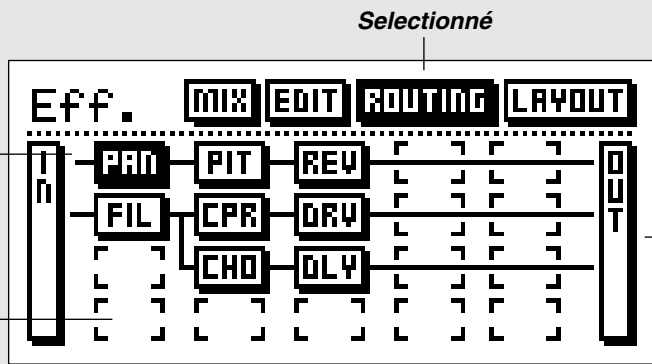 Selectionné
Eff. MIX EDIT ROUTING LAYOUT
IN PAN PIT REV OUT
FIL CPR DRV
CHO DLY